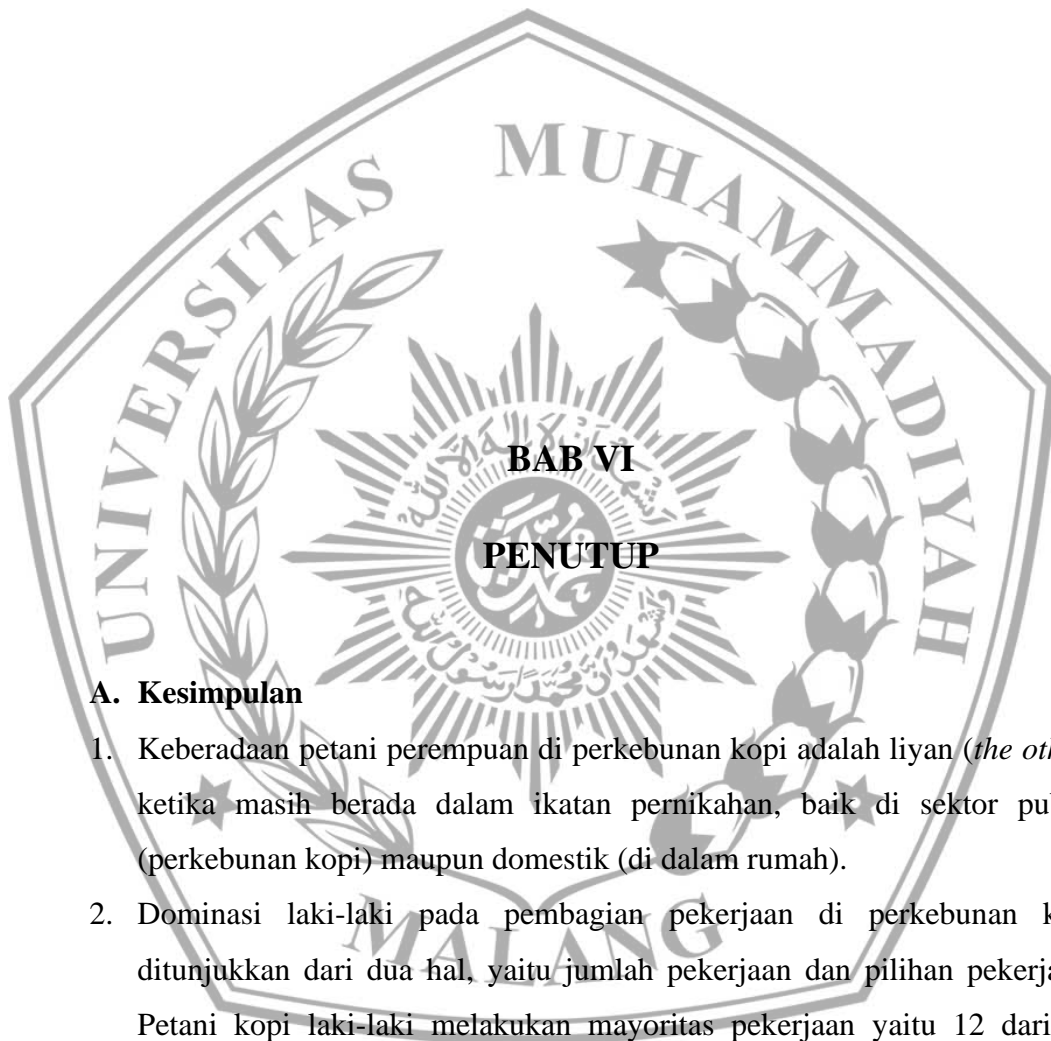 UNIVERSITAS MUHAMMADIYAH
BAB VI
PENUTUP
A. Kesimpulan
1. Keberadaan petani perempuan di perkebunan kopi adalah liyan (the oth
ketika masih berada dalam ikatan pernikahan, baik di sektor pu
(perkebunan kopi) maupun domestik (di dalam rumah).
2. Dominasi laki-laki pada pembagian pekerjaan di perkebunan k
ditunjukkan dari dua hal, yaitu jumlah pekerjaan dan pilihan pekerja
MALANG
Petani kopi laki-laki melakukan mayoritas pekerjaan yaitu 12 dari